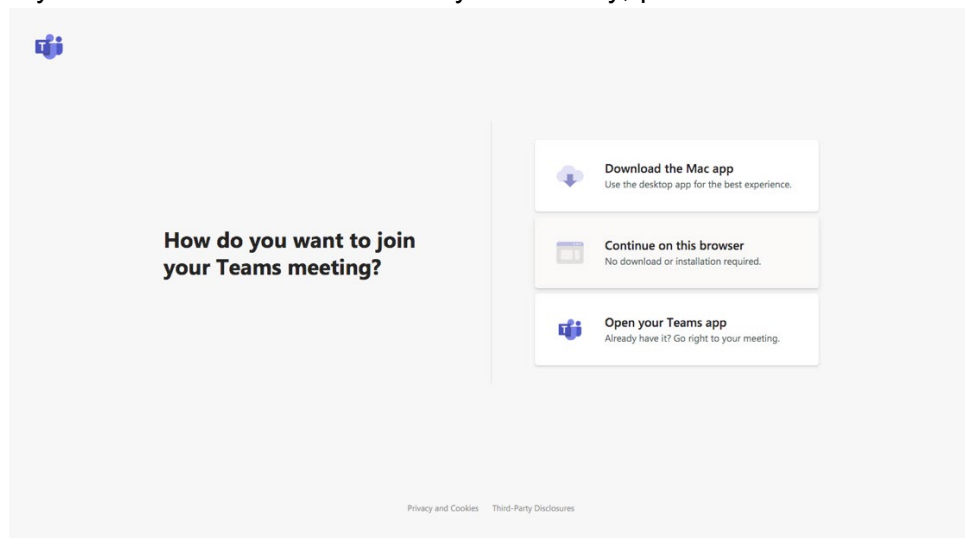 How do you want to join
your Teams meeting?
Download the Mac app
Use the desktop app for the best experience.
Continue on this browser
No download or installation required.
Open your Teams app
Already have it? Go right to your meeting.
Privacy and Cookies Third-Party Disclosures